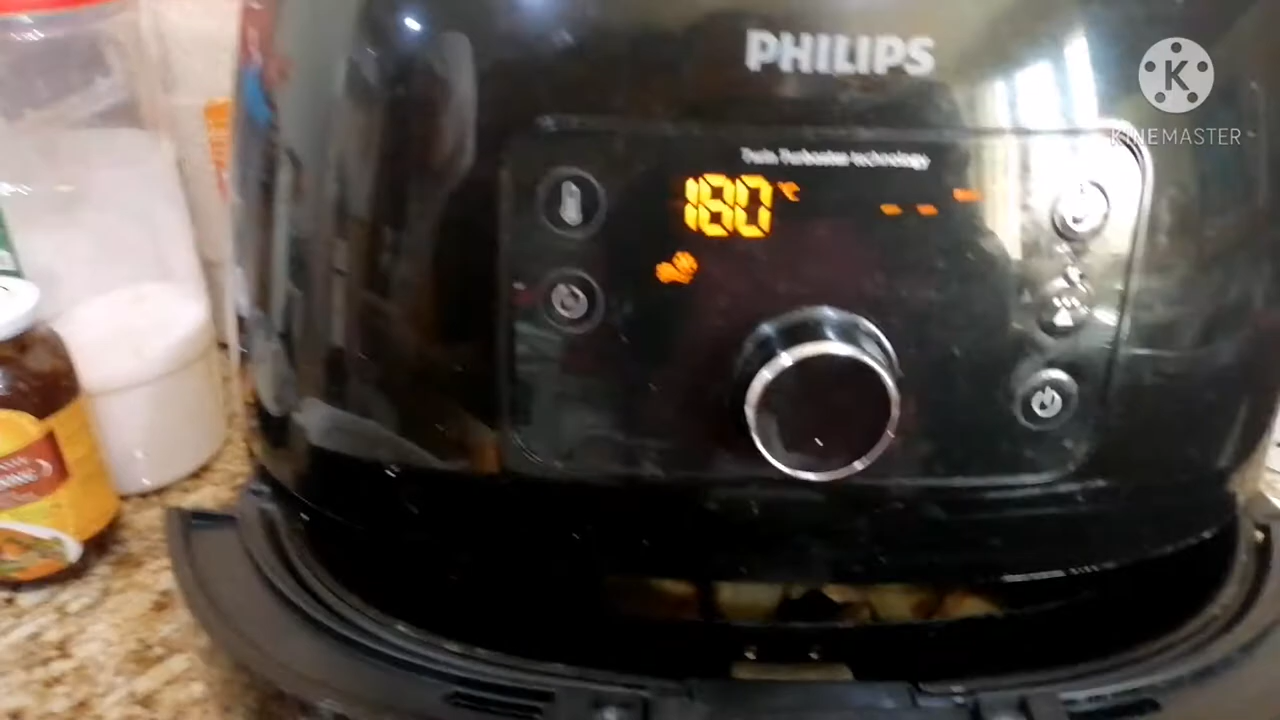 PHILIPS
Twin TurboStar technology
180°C
-- --
KINEMASTER